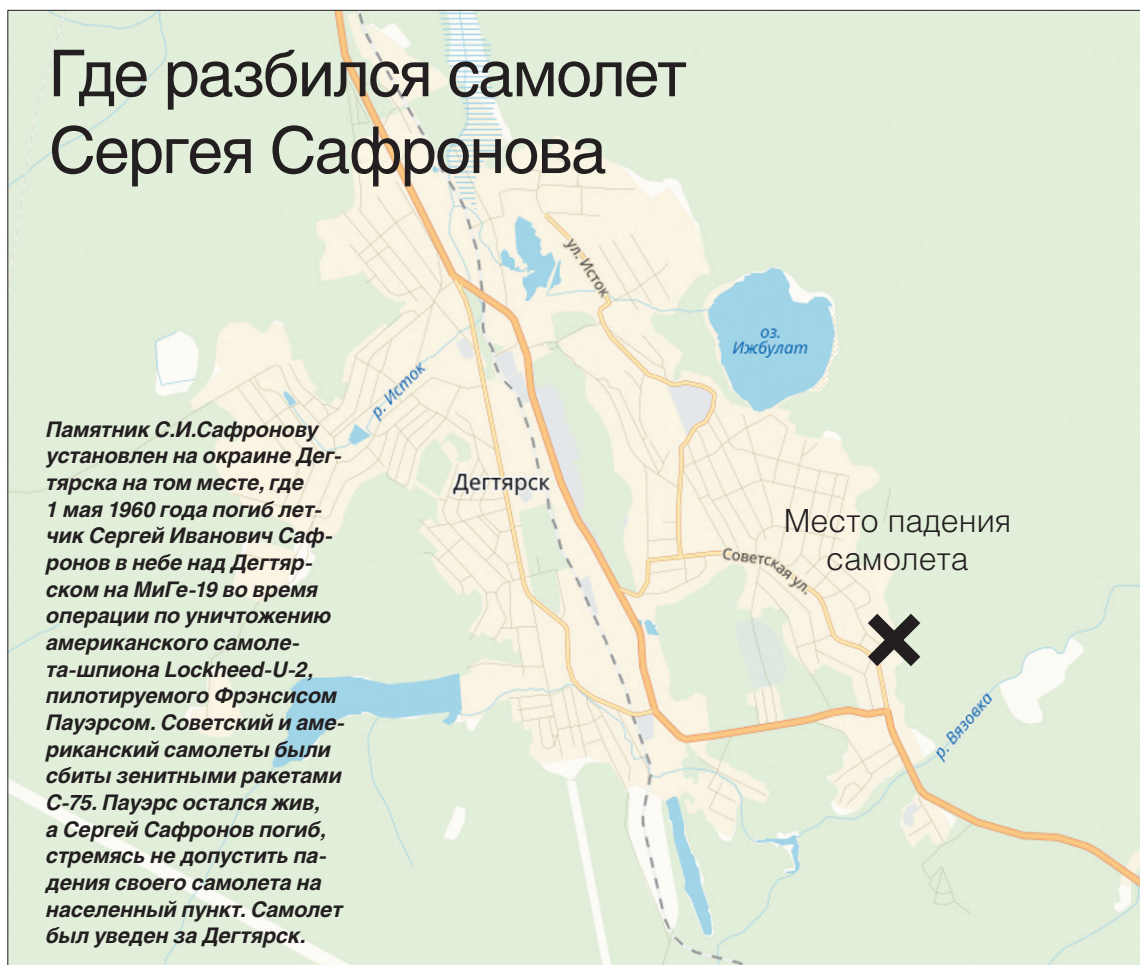 Где разбился самолет
Сергея Сафронова
ул. Исток
оз.
Ижбулат
р. Исток
Памятник С.И.Сафронову
установлен на окраине Дег-
тярска на том месте, где
1 мая 1960 года погиб лет-
чик Сергей Иванович Саф-
ронов в небе над Дегтяр-
ском на МиГе-19 во время
операции по уничтожению
американского самоле-
та-шпиона Lockheed-U-2,
пилотируемого Фрэнсисом
Пауэрсом. Советский и аме-
риканский самолеты были
сбиты зенитными ракетами
С-75. Пауэрс остался жив,
а Сергей Сафронов погиб,
стремясь не допустить па-
дения своего самолета на
населенный пункт. Самолет
был уведен за Дегтярск.
Дегтярск
Место падения
самолета
Советская ул.
р. Вязовка